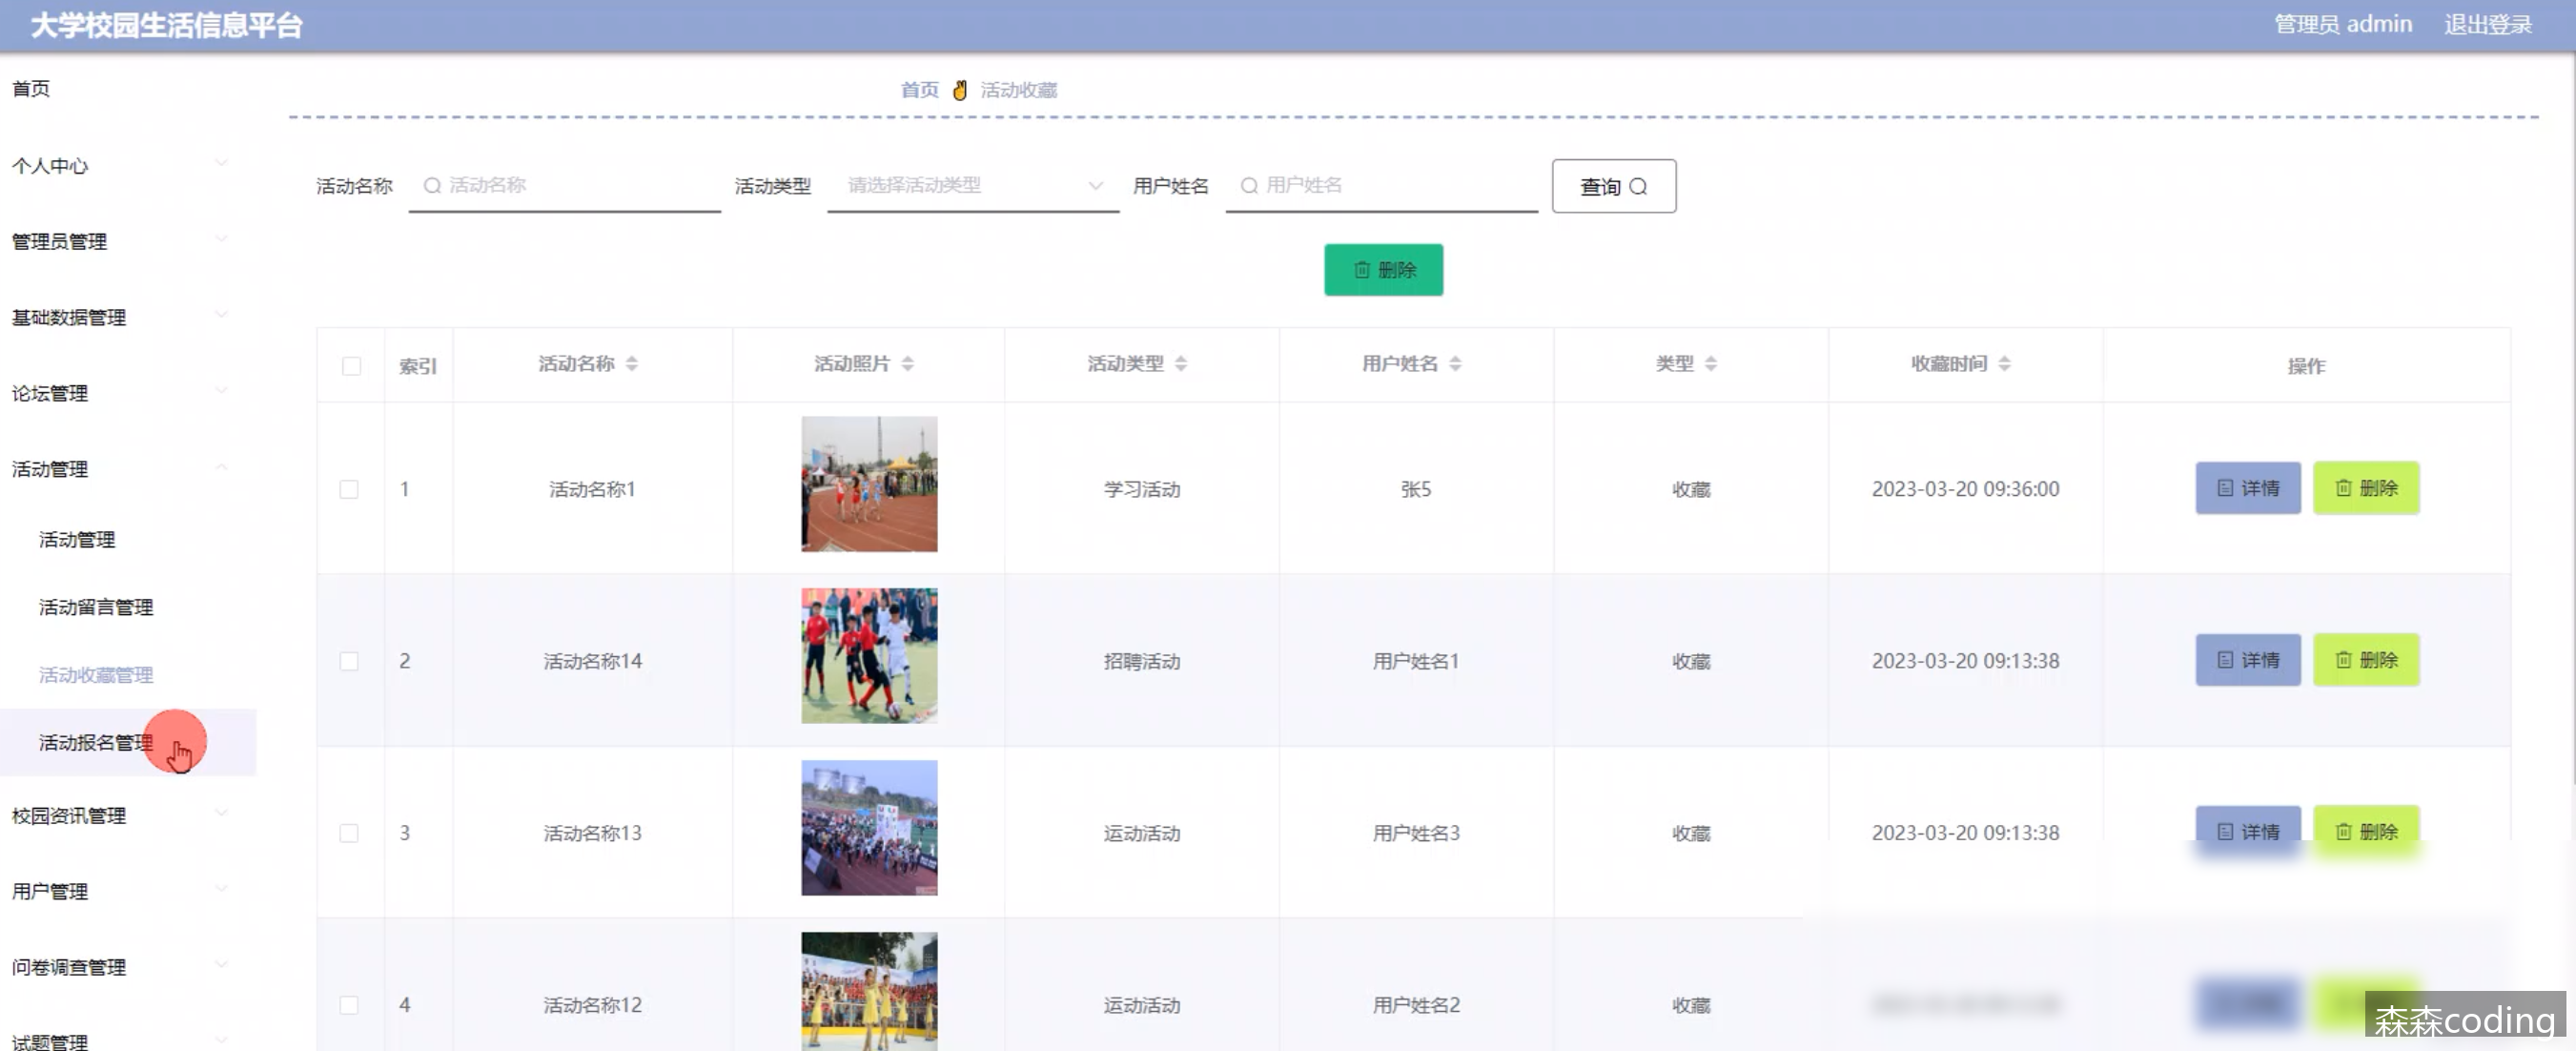 大学校园生活信息平台
管理员 admin 退出登录
首页
个人中心
管理员管理
基础数据管理
论坛管理
活动管理
活动管理
活动留言管理
活动收藏管理
活动报名管理
校园资讯管理
用户管理
问卷调查管理
试题管理
首页 活动收藏
活动名称 活动名称 活动类型 请选择活动类型 用户姓名 用户姓名 查询
删除
索引 活动名称 活动照片 活动类型 用户姓名 类型 收藏时间 操作
1 活动名称1 学习活动 张5 收藏 2023-03-20 09:36:00 详情 删除
2 活动名称14 招聘活动 用户姓名1 收藏 2023-03-20 09:13:38 详情 删除
3 活动名称13 运动活动 用户姓名3 收藏 2023-03-20 09:13:38 详情 删除
4 活动名称12 运动活动 用户姓名2 收藏
森森coding